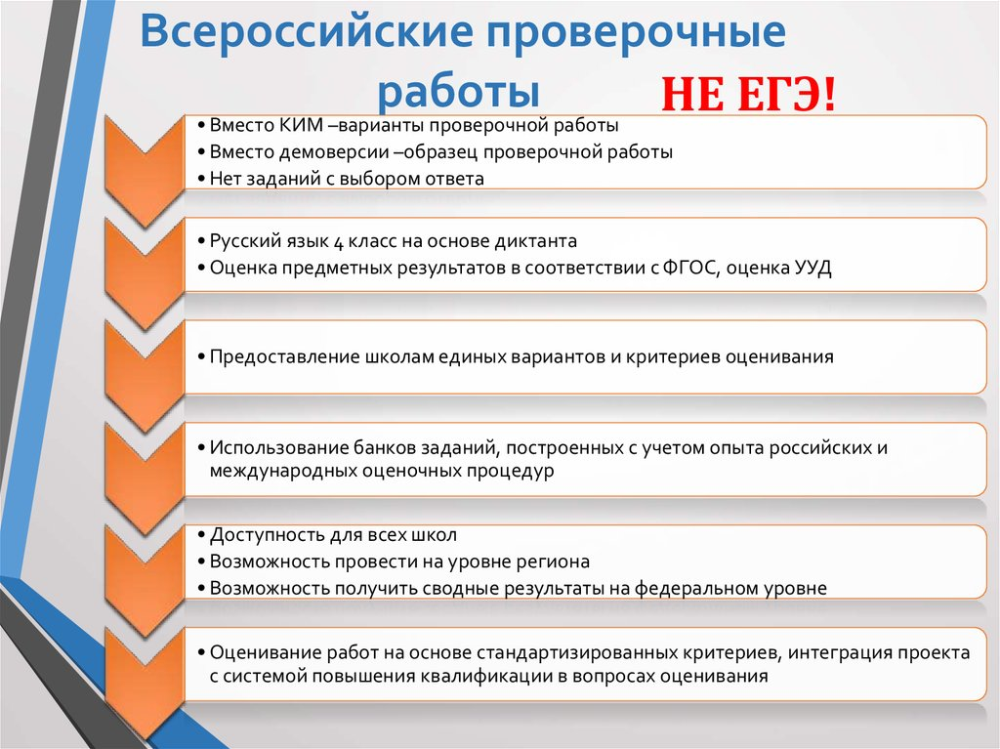 Всероссийские проверочные
работы НЕ ЕГЭ!
• Вместо КИМ –варианты проверочной работы
• Вместо демоверсии –образец проверочной работы
• Нет заданий с выбором ответа
• Русский язык 4 класс на основе диктанта
• Оценка предметных результатов в соответствии с ФГОС, оценка УУД
• Предоставление школам единых вариантов и критериев оценивания
• Использование банков заданий, построенных с учетом опыта российских и
международных оценочных процедур
• Доступность для всех школ
• Возможность провести на уровне региона
• Возможность получить сводные результаты на федеральном уровне
• Оценивание работ на основе стандартизированных критериев, интеграция проекта
с системой повышения квалификации в вопросах оценивания